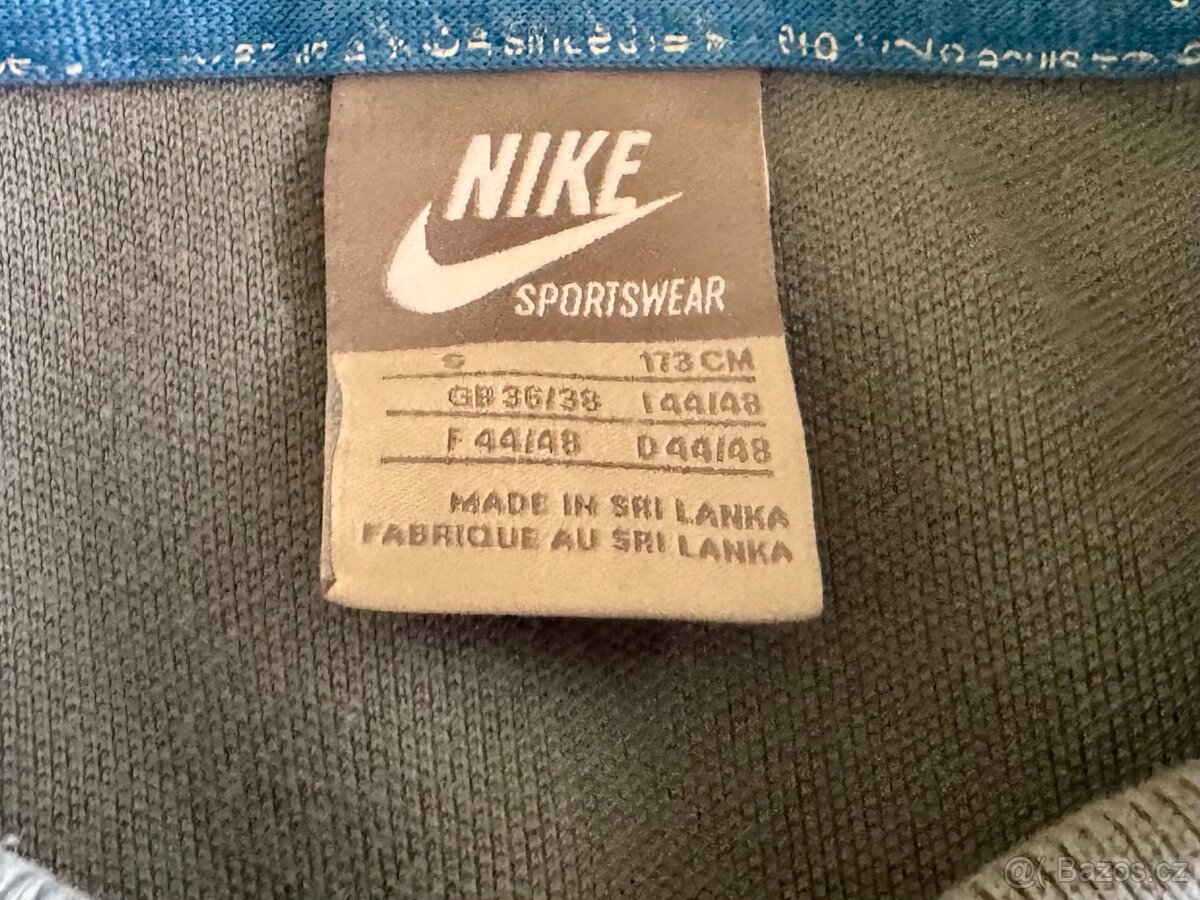 NIKE
SPORTSWEAR
S 173 CM
GB 36/38 I 44/48
F 44/48 D 44/48
MADE IN SRI LANKA
FABRIQUE AU SRI LANKA
Bazos.cz